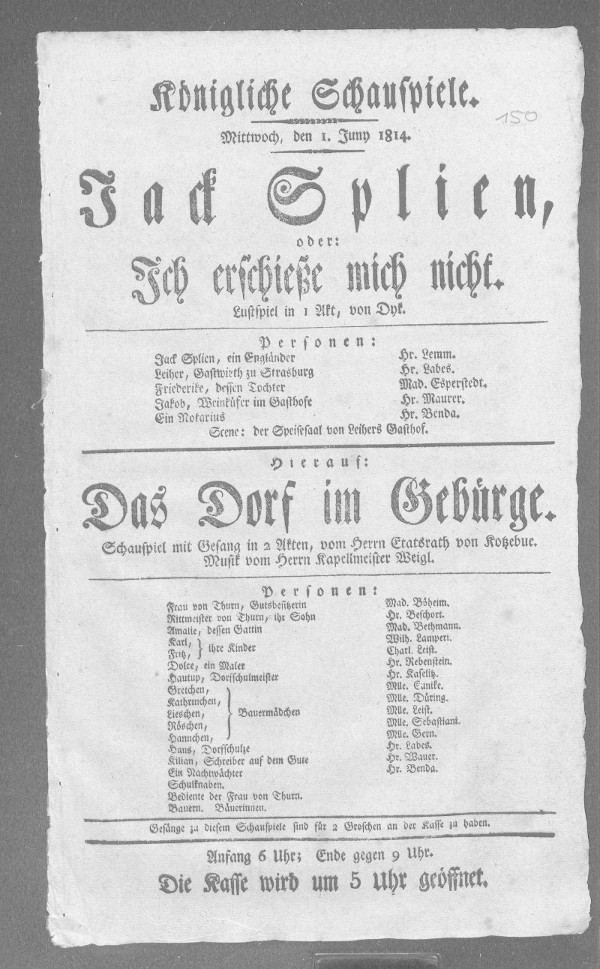 Königliche Schauspiele.
150
Mittwoch, den 1. Juny 1814.
Jack Splien,
oder:
Ich erschieße mich nicht.
Lustspiel in 1 Akt, von Dyk.
Personen:
Jack Splien, ein Engländer Hr. Lemm.
Leiher, Gastwirth zu Strasburg Hr. Labes.
Friederike, dessen Tochter Mad. Esperstedt.
Jakob, Weinküfer im Gasthofe Hr. Maurer.
Ein Notarius Hr. Benda.
Scene: der Speisesaal von Leihers Gasthof.
Hierauf:
Das Dorf im Gebürge.
Schauspiel mit Gesang in 2 Akten, vom Herrn Etatsrath von Kotzebue.
Musik vom Herrn Kapellmeister Weigl.
Personen:
Frau von Thurn, Gutsbesitzerin Mad. Böheim.
Rittmeister von Thurn, ihr Sohn Hr. Beschort.
Amalie, dessen Gattin Mad. Bethmann.
Karl, } ihre Kinder Wilh. Lampert.
Fritz, Charl. Leist.
Dolce, ein Maler Hr. Rebenstein.
Hautup, Dorfschulmeister Hr. Kaselitz.
Gretchen, Mlle. Eunike.
Kathrinchen, Mlle. Düring.
Lieschen, } Bauermädchen Mlle. Leist.
Röschen, Mlle. Sebastiani.
Hannchen, Mlle. Gern.
Hans, Dorfschulze Hr. Labes.
Kilian, Schreiber auf dem Gute Hr. Wauer.
Ein Nachtwächter Hr. Benda.
Schulknaben.
Bediente der Frau von Thurn.
Bauern. Bäuerinnen.
Gesänge zu diesem Schauspiele sind für 2 Groschen an der Kasse zu haben.
Anfang 6 Uhr; Ende gegen 9 Uhr.
Die Kasse wird um 5 Uhr geöffnet.